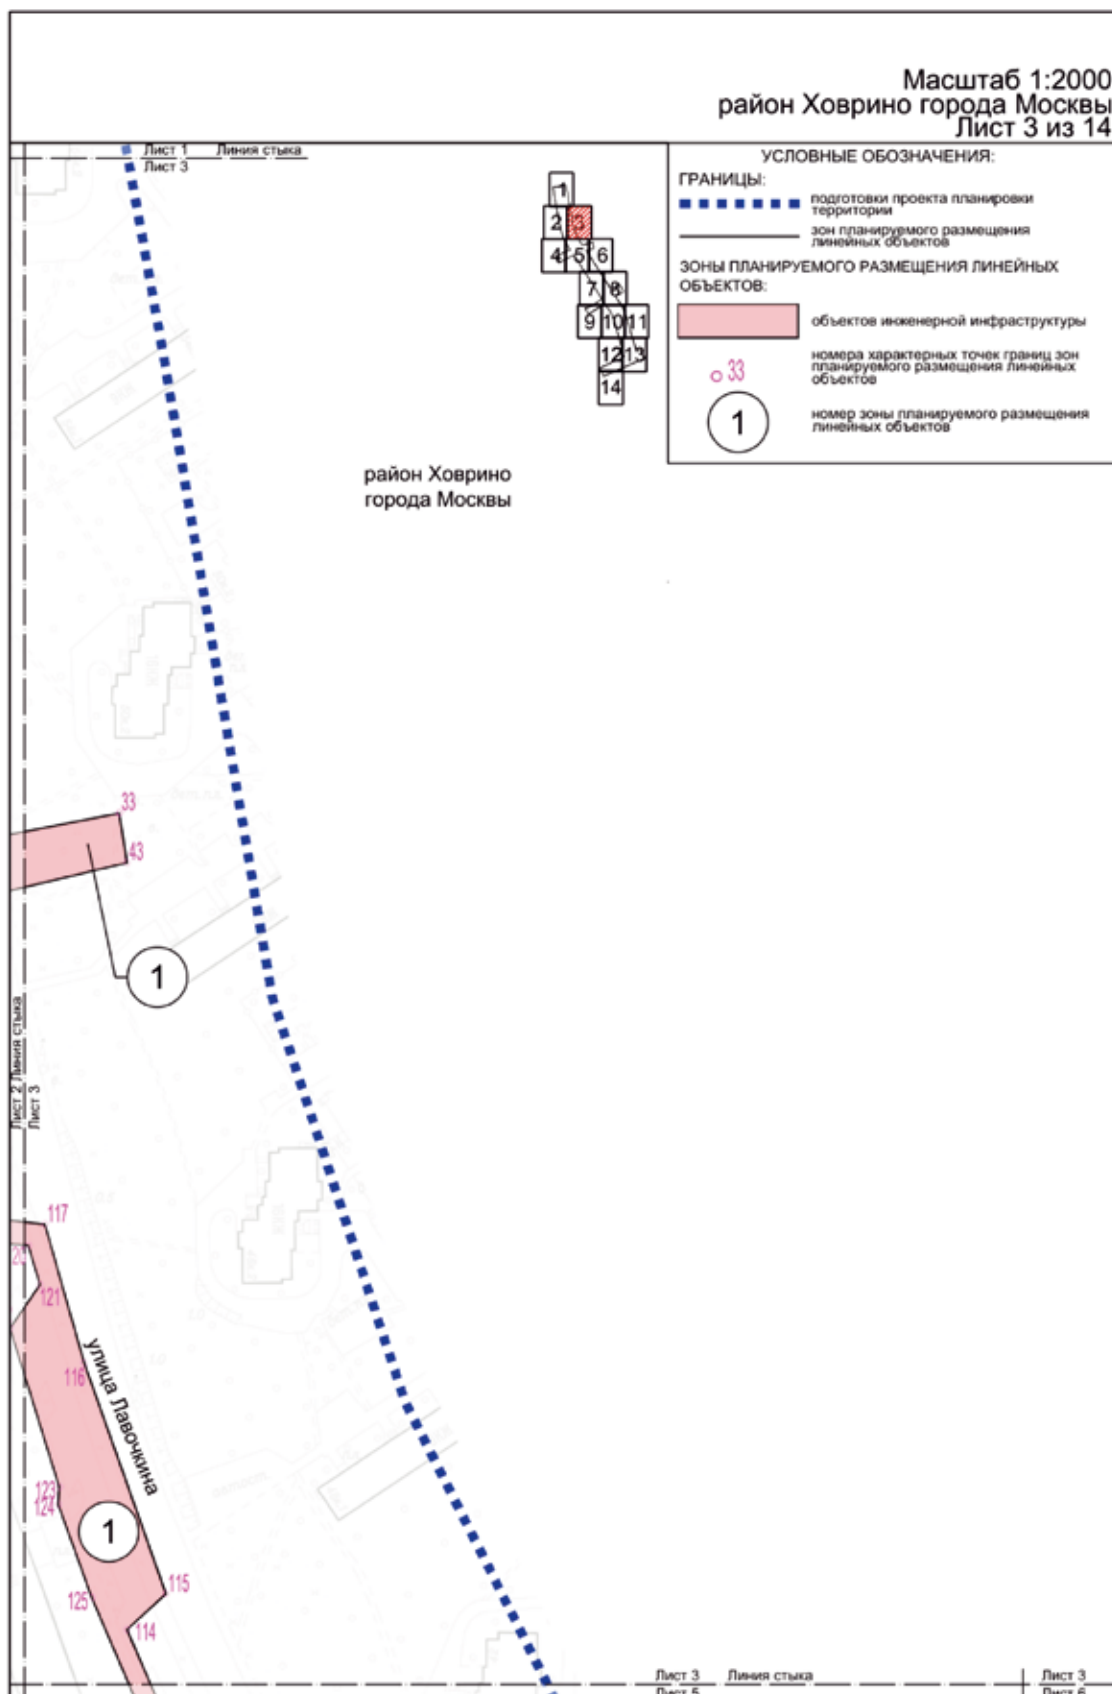 Масштаб 1:2000
район Ховрино города Москвы
Лист 3 из 14
Лист 1 Линия стыка
Лист 3
УСЛОВНЫЕ ОБОЗНАЧЕНИЯ:
ГРАНИЦЫ:
подготовки проекта планировки
территории
зон планируемого размещения
линейных объектов
ЗОНЫ ПЛАНИРУЕМОГО РАЗМЕЩЕНИЯ ЛИНЕЙНЫХ
ОБЪЕКТОВ:
объектов инженерной инфраструктуры
33
номера характерных точек границ зон
планируемого размещения линейных
объектов
1
номер зоны планируемого размещения
линейных объектов
1
2 3
4 5 6
7 8
9 10 11
12 13
14
район Ховрино
города Москвы
33
43
1
Лист 2 Линия стыка
Лист 3
117
20
121
116
улица Лавочкина
123
124
1
125
115
114
Лист 3 Линия стыка
Лист 5
Лист 3
Лист 6